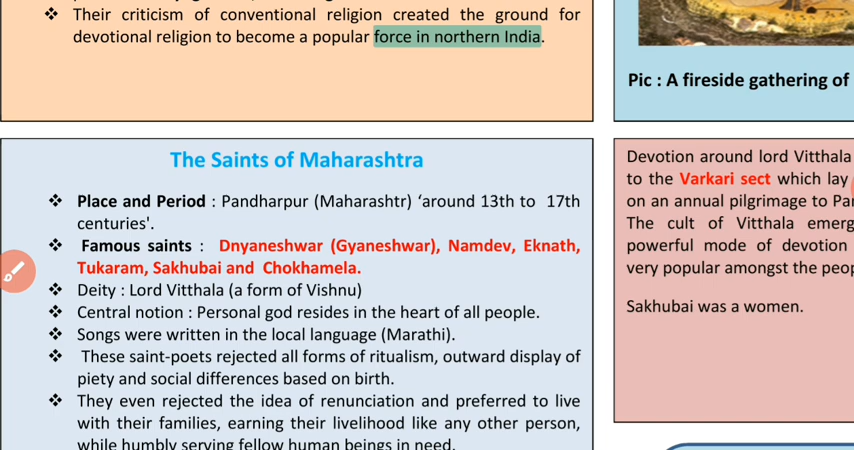 ❖ Their criticism of conventional religion created the ground for
devotional religion to become a popular force in northern India.
Pic : A fireside gathering of
The Saints of Maharashtra
❖ Place and Period : Pandharpur (Maharashtr) ‘around 13th to 17th
centuries'.
❖ Famous saints : Dnyaneshwar (Gyaneshwar), Namdev, Eknath,
Tukaram, Sakhubai and Chokhamela.
❖ Deity : Lord Vitthala (a form of Vishnu)
❖ Central notion : Personal god resides in the heart of all people.
❖ Songs were written in the local language (Marathi).
❖ These saint-poets rejected all forms of ritualism, outward display of
piety and social differences based on birth.
❖ They even rejected the idea of renunciation and preferred to live
with their families, earning their livelihood like any other person,
while humbly serving fellow human beings in need.
Devotion around lord Vitthala
to the Varkari sect which lay
on an annual pilgrimage to
The cult of Vitthala
powerful mode of devotion
very popular amongst the
Sakhubai was a women.